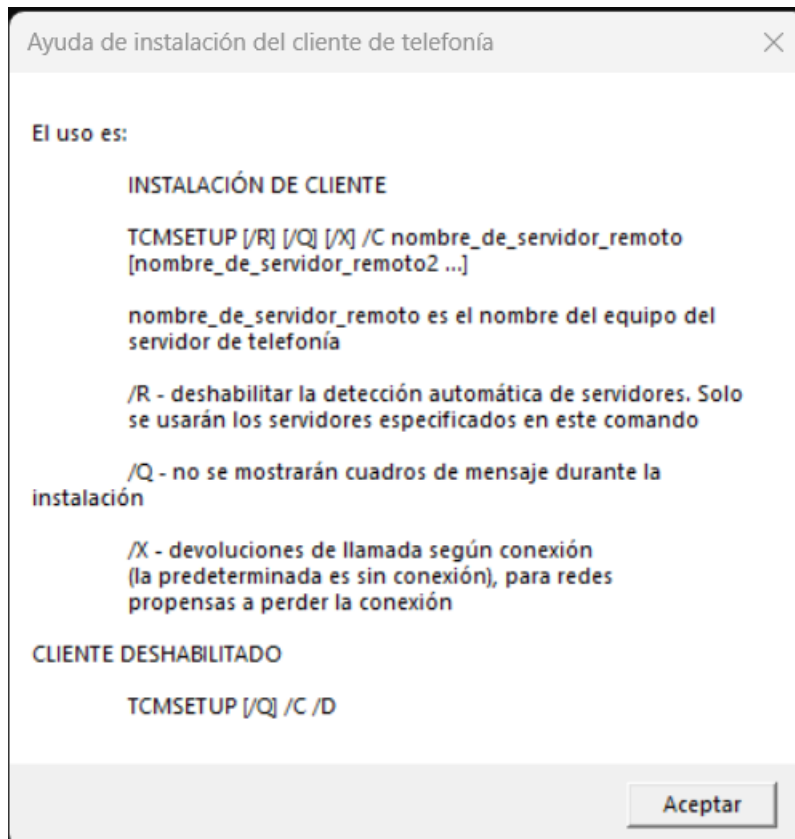 Ayuda de instalación del cliente de telefonía
El uso es:
INSTALACIÓN DE CLIENTE
TCMSETUP [/R] [/Q] [/X] /C nombre_de_servidor_remoto
[nombre_de_servidor_remoto2 ...]
nombre_de_servidor_remoto es el nombre del equipo del
servidor de telefonía
/R - deshabilitar la detección automática de servidores. Solo
se usarán los servidores especificados en este comando
/Q - no se mostrarán cuadros de mensaje durante la
instalación
/X - devoluciones de llamada según conexión
(la predeterminada es sin conexión), para redes
propensas a perder la conexión
CLIENTE DESHABILITADO
TCMSETUP [/Q] /C /D
Aceptar